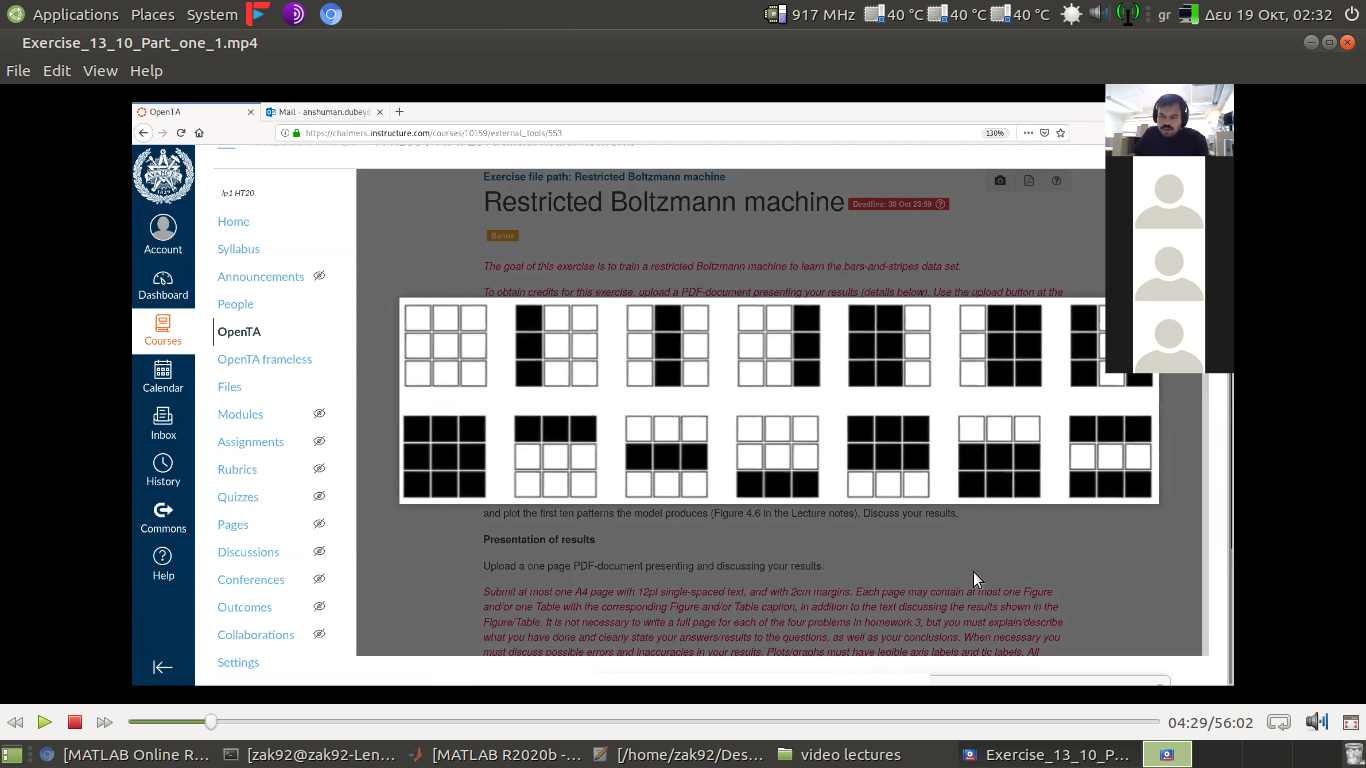 Applications Places System
917 MHz 40 °C 40 °C 40 °C gr Δευ 19 Οκτ, 02:32
Exercise_13_10_Part_one_1.mp4
File Edit View Help
OpenTA
Mail - anshuman.dubey@
https://chalmers.instructure.com/courses/10159/external_tools/553
130%
lp1 HT20
Account
Dashboard
Courses
Calendar
Inbox
History
Commons
Help
Home
Syllabus
Announcements
People
OpenTA
OpenTA frameless
Files
Modules
Assignments
Rubrics
Quizzes
Pages
Discussions
Conferences
Outcomes
Collaborations
Settings
Exercise file path: Restricted Boltzmann machine
Restricted Boltzmann machine
Deadline: 30 Oct 23:59
Bonus
The goal of this exercise is to train a restricted Boltzmann machine to learn the bars-and-stripes data set.
To obtain credits for this exercise, upload a PDF-document presenting your results (details below). Use the upload button at the
and plot the first ten patterns the model produces (Figure 4.6 in the Lecture notes). Discuss your results.
Presentation of results
Upload a one page PDF-document presenting and discussing your results.
Submit at most one A4 page with 12pt single-spaced text, and with 2cm margins. Each page may contain at most one Figure
and/or one Table with the corresponding Figure and/or Table caption, in addition to the text discussing the results shown in the
Figure/Table. It is not necessary to write a full page for each of the four problems in homework 3, but you must explain/describe
what you have done and clearly state your answers/results to the questions, as well as your conclusions. When necessary you
must discuss possible errors and inaccuracies in your results. Plots/graphs must have legible axis labels and tic labels. All
04:29/56:02
[MATLAB Online R...
[zak92@zak92-Len...
[MATLAB R2020b -...
[/home/zak92/Des...
video lectures
Exercise_13_10_P...